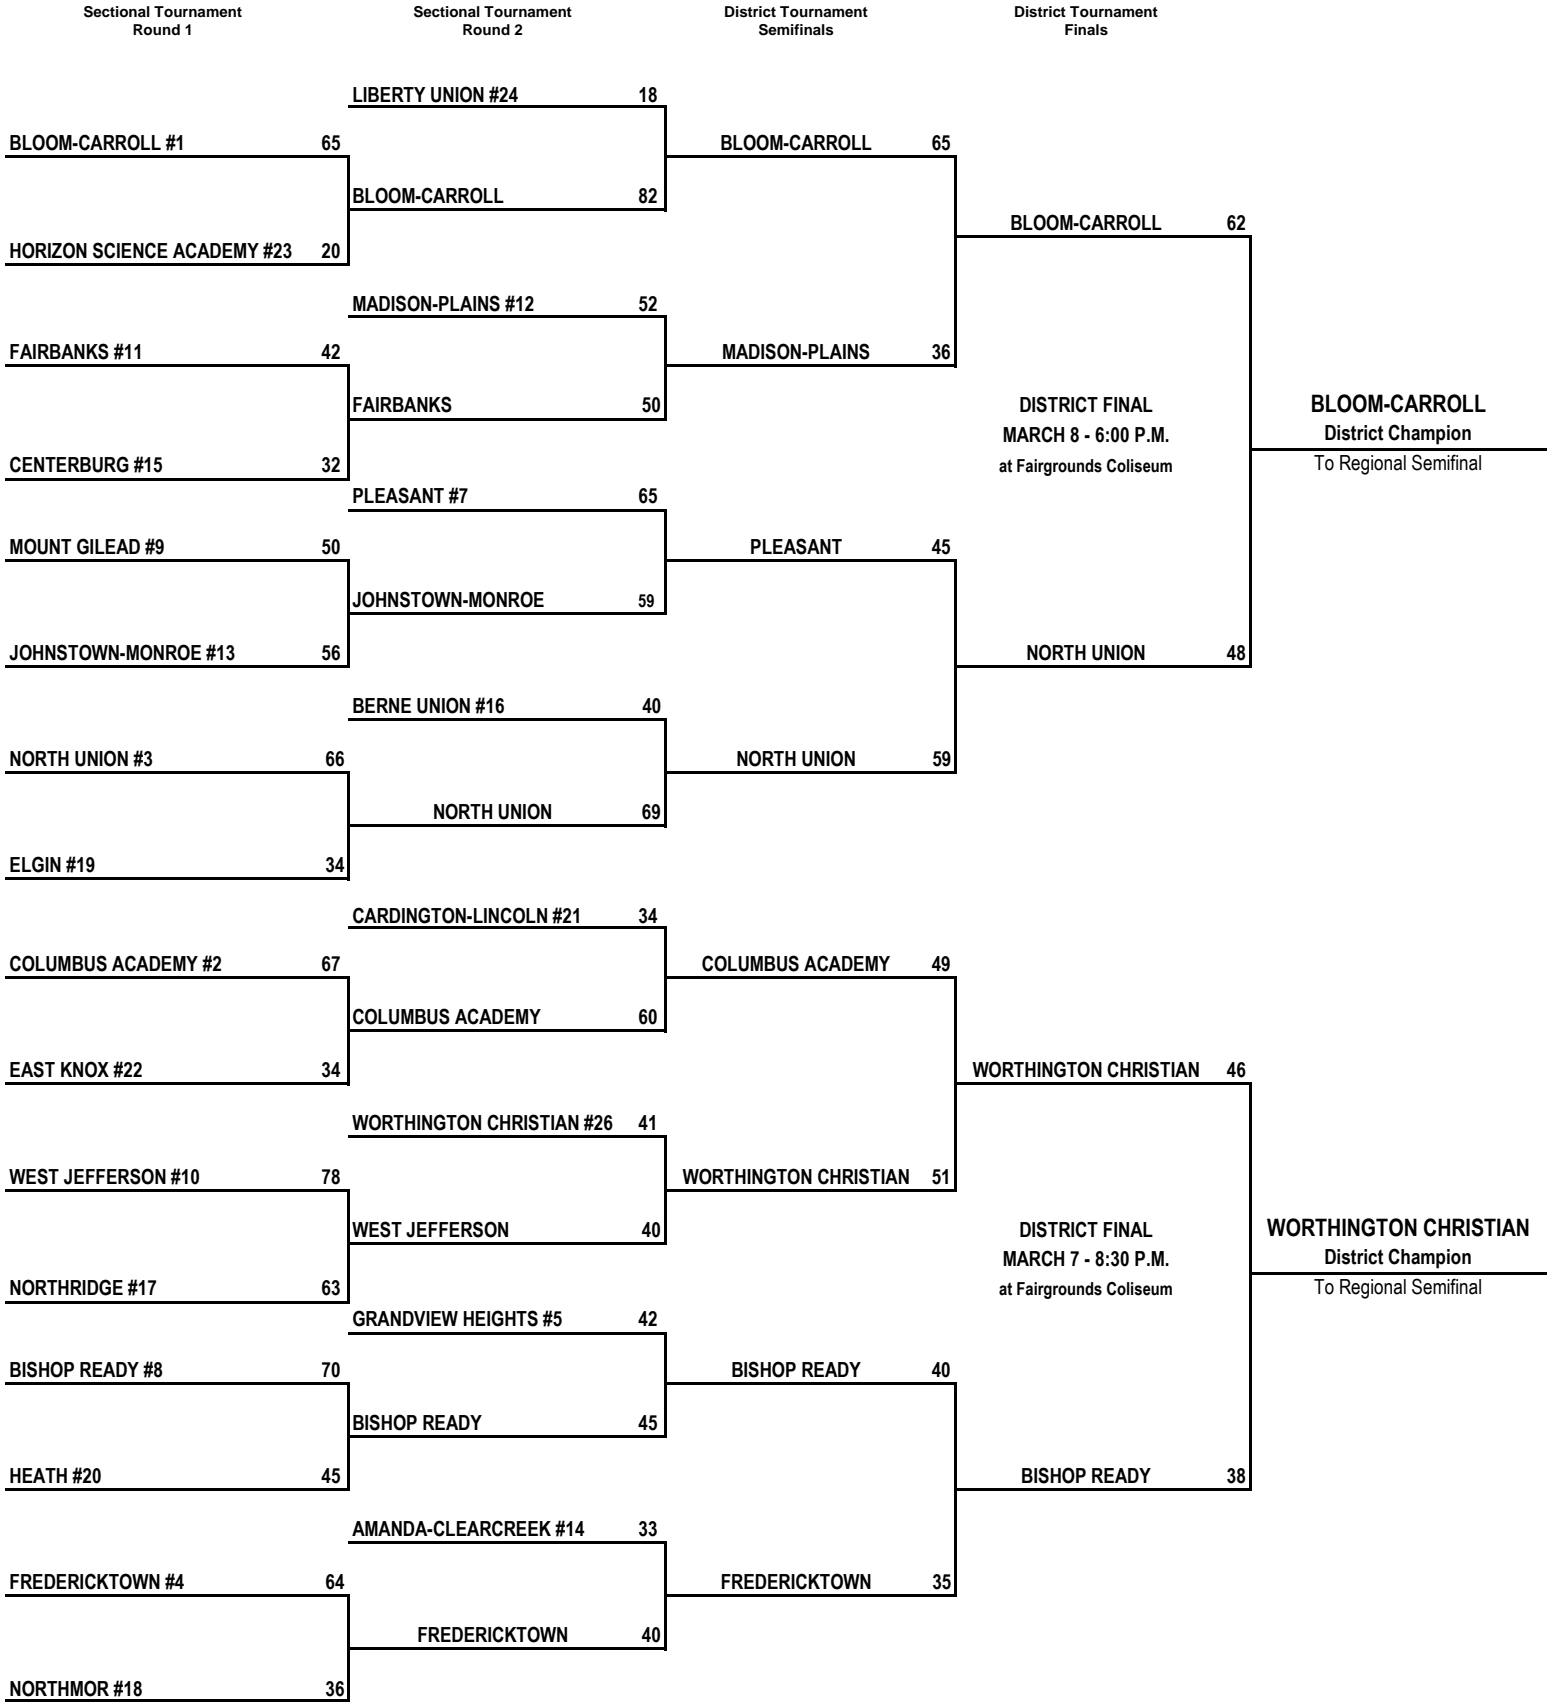 Sectional Tournament
Round 1
Sectional Tournament
Round 2
District Tournament
Semifinals
District Tournament
Finals
LIBERTY UNION #24 18
BLOOM-CARROLL #1 65
BLOOM-CARROLL 65
BLOOM-CARROLL 82
BLOOM-CARROLL 62
HORIZON SCIENCE ACADEMY #23 20
MADISON-PLAINS #12 52
FAIRBANKS #11 42
MADISON-PLAINS 36
FAIRBANKS 50
DISTRICT FINAL
MARCH 8 - 6:00 P.M.
at Fairgrounds Coliseum
BLOOM-CARROLL
District Champion
To Regional Semifinal
CENTERBURG #15 32
PLEASANT #7 65
MOUNT GILEAD #9 50
PLEASANT 45
JOHNSTOWN-MONROE 59
JOHNSTOWN-MONROE #13 56
NORTH UNION 48
BERNE UNION #16 40
NORTH UNION #3 66
NORTH UNION 59
NORTH UNION 69
ELGIN #19 34
CARDINGTON-LINCOLN #21 34
COLUMBUS ACADEMY #2 67
COLUMBUS ACADEMY 49
COLUMBUS ACADEMY 60
EAST KNOX #22 34
WORTHINGTON CHRISTIAN 46
WORTHINGTON CHRISTIAN #26 41
WEST JEFFERSON #10 78
WORTHINGTON CHRISTIAN 51
WEST JEFFERSON 40
DISTRICT FINAL
MARCH 7 - 8:30 P.M.
at Fairgrounds Coliseum
WORTHINGTON CHRISTIAN
District Champion
To Regional Semifinal
NORTHRIDGE #17 63
GRANDVIEW HEIGHTS #5 42
BISHOP READY #8 70
BISHOP READY 40
BISHOP READY 45
HEATH #20 45
BISHOP READY 38
AMANDA-CLEARCREEK #14 33
FREDERICKTOWN #4 64
FREDERICKTOWN 35
FREDERICKTOWN 40
NORTHMOR #18 36